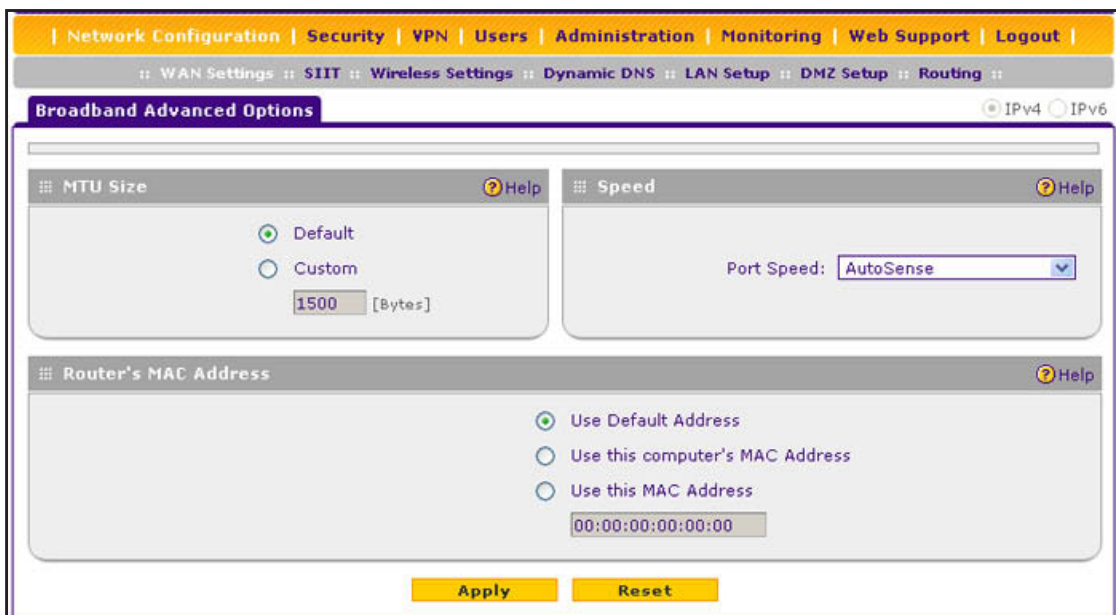 | Network Configuration | Security | VPN | Users | Administration | Monitoring | Web Support | Logout |
:: WAN Settings :: SIIT :: Wireless Settings :: Dynamic DNS :: LAN Setup :: DMZ Setup :: Routing ::
Broadband Advanced Options
IPv4 IPv6
MTU Size
? Help
Default
Custom
1500 [Bytes]
Speed
? Help
Port Speed: AutoSense
Router's MAC Address
? Help
Use Default Address
Use this computer's MAC Address
Use this MAC Address
00:00:00:00:00:00
Apply Reset